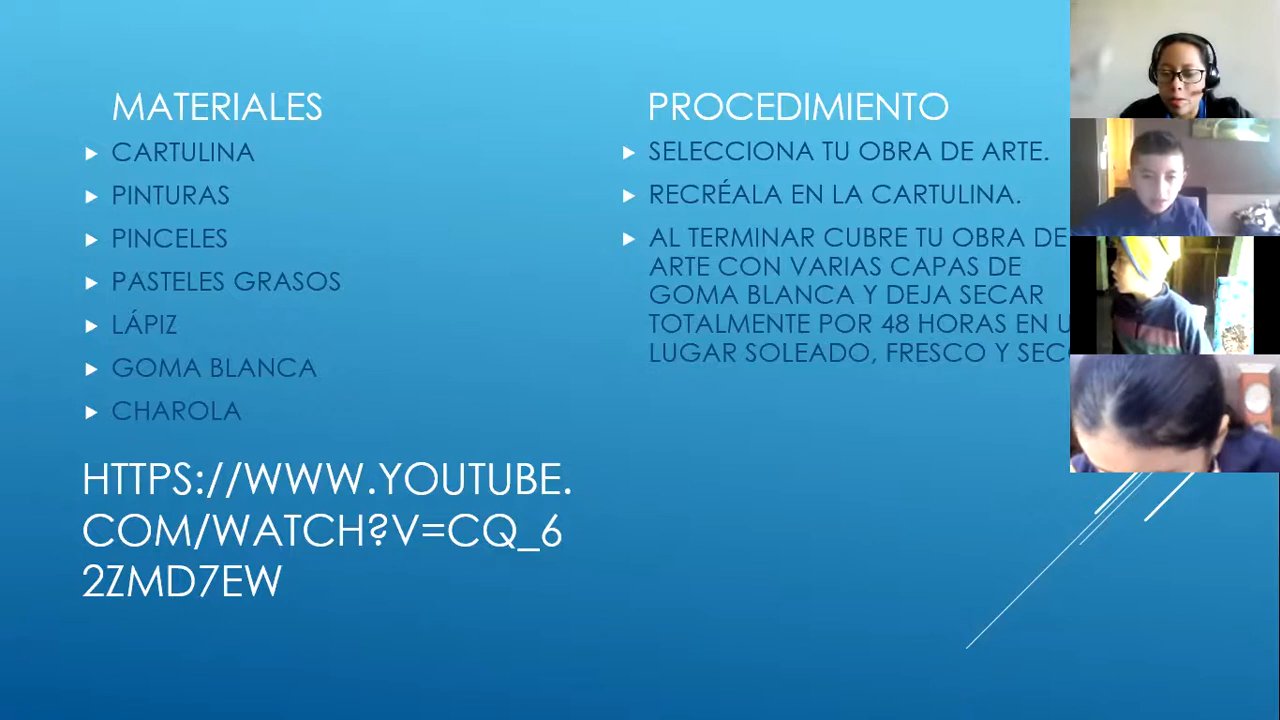 MATERIALES
CARTULINA
PINTURAS
PINCELES
PASTELES GRASOS
LÁPIZ
GOMA BLANCA
CHAROLA
HTTPS://WWW.YOUTUBE.
COM/WATCH?V=CQ_6
2ZMD7EW
PROCEDIMIENTO
SELECCIONA TU OBRA DE ARTE.
RECRÉALA EN LA CARTULINA.
AL TERMINAR CUBRE TU OBRA DE
ARTE CON VARIAS CAPAS DE
GOMA BLANCA Y DEJA SECAR
TOTALMENTE POR 48 HORAS EN
LUGAR SOLEADO, FRESCO Y